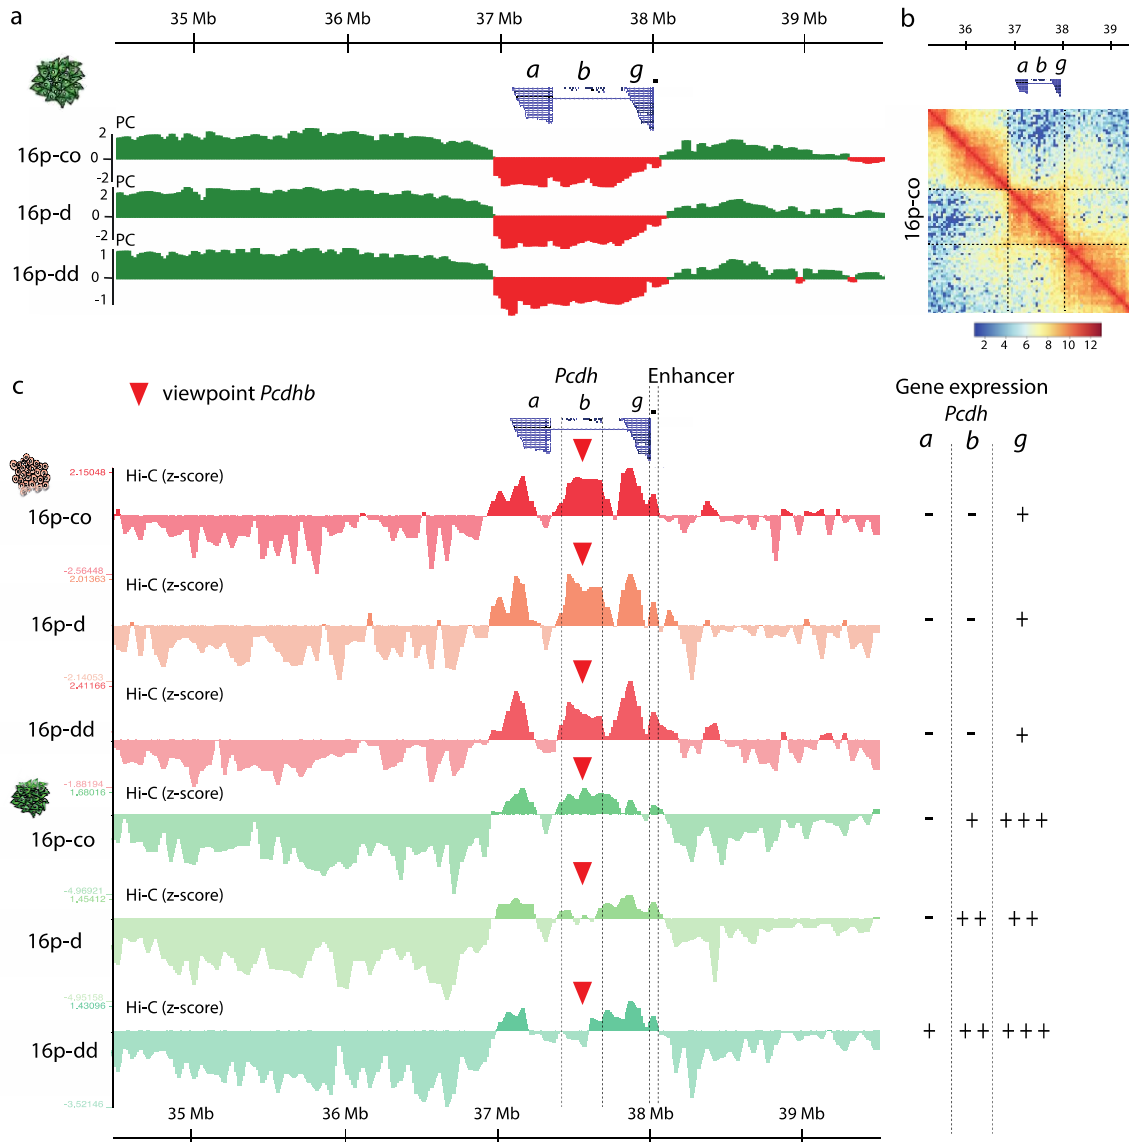 a
35 Mb 36 Mb 37 Mb 38 Mb 39 Mb
a b g
PC
16p-co 2 0 -2
PC
16p-d 2 0 -2
PC
16p-dd 1 0 -1
b
36 37 38 39
a b g
16p-co
2 4 6 8 10 12
c
viewpoint Pcdhb
Pcdh Enhancer
a b g
Gene expression
Pcdh
a b g
2.15048
Hi-C (z-score)
16p-co - - +
-2.56448
2.01363
Hi-C (z-score)
16p-d - - +
-2.14053
2.41166
Hi-C (z-score)
16p-dd - - +
-1.88194
1.68016
Hi-C (z-score)
16p-co - + +++
-4.96921
1.45412
Hi-C (z-score)
16p-d - ++ ++
-4.95158
1.43096
Hi-C (z-score)
16p-dd + ++ +++
-3.52146
35 Mb 36 Mb 37 Mb 38 Mb 39 Mb